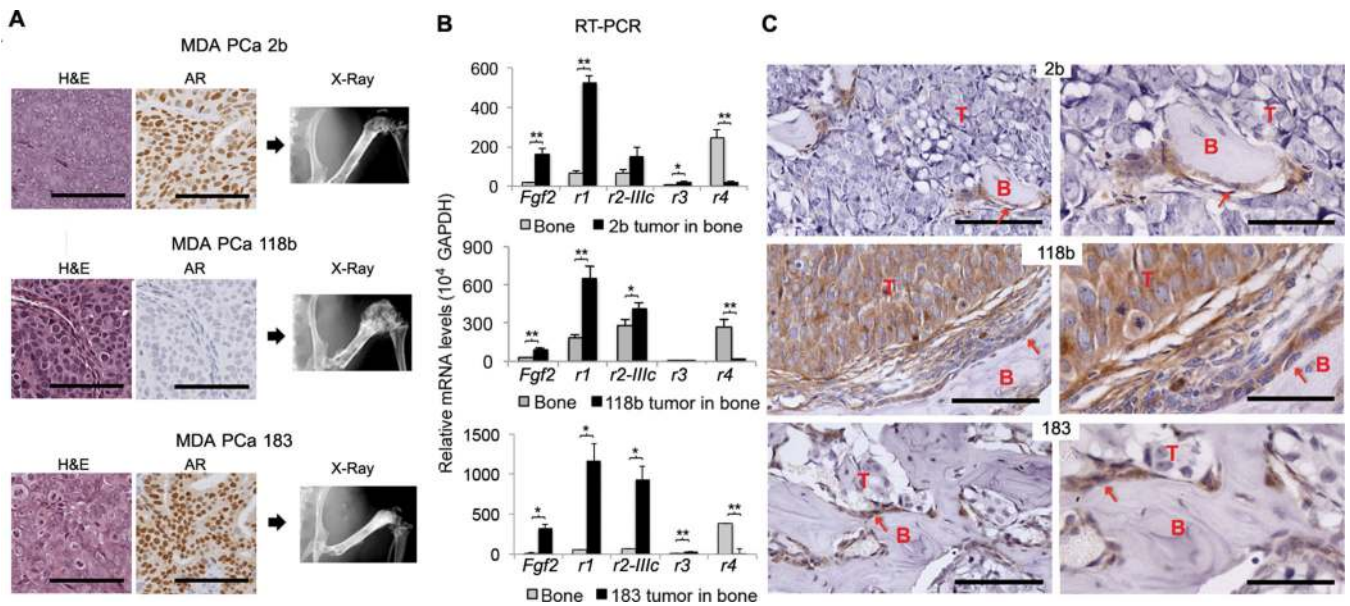 A
MDA PCa 2b
H&E AR X-Ray
MDA PCa 118b
H&E AR X-Ray
MDA PCa 183
H&E AR X-Ray
B
RT-PCR
Relative mRNA levels (10⁴ GAPDH)
600
400
200
0
** ** * **
Fgf2 r1 r2-IIIc r3 r4
Bone 2b tumor in bone
900
600
300
0
** ** * **
Fgf2 r1 r2-IIIc r3 r4
Bone 118b tumor in bone
1500
1000
500
0
* * * ** **
Fgf2 r1 r2-IIIc r3 r4
Bone 183 tumor in bone
C
2b
T T
B B
118b
T T
B B
183
T T
B B